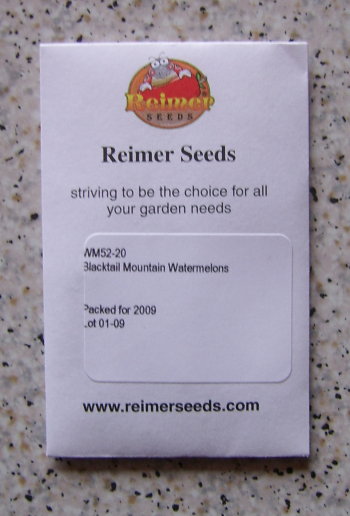 Reimer
SEEDS
Reimer Seeds
striving to be the choice for all
your garden needs
WM52-20
Blacktail Mountain Watermelons
Packed for 2009
Lot 01-09
www.reimerseeds.com